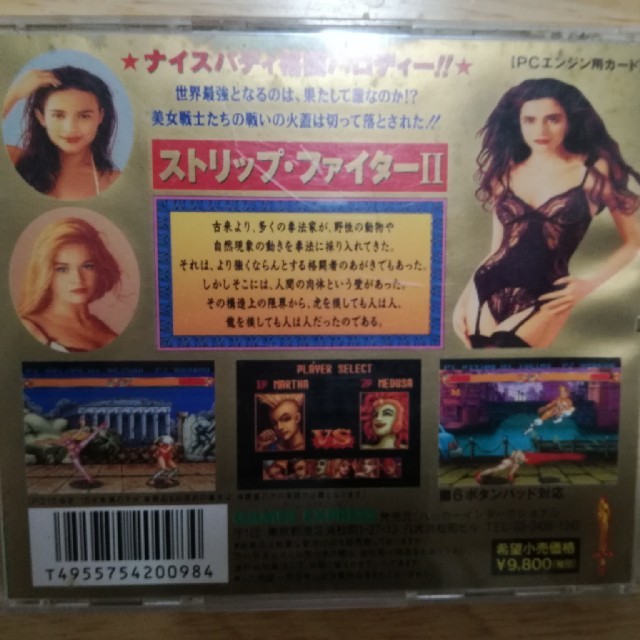 ★ナイスバディ格闘パロディー!!★
[PCエンジン用カード]
世界最強となるのは、果たして誰なのか!?
美女戦士たちの戦いの火蓋は切って落とされた!!
ストリップ・ファイターII
古来より、多くの拳法家が、野性の動物や
自然現象の動きを拳法に採り入れてきた。
それは、より強くならんとする格闘者のあがきでもあった。
しかしそこには、人間の肉体という壁があった。
その構造上の限界から、虎を模しても人は人、
龍を模しても人は人だったのである。
PLAYER SELECT
1P MARTHA
2P MEDUSA
VS
■6ボタンパッド対応
T4955754200984
希望小売価格
¥9,800